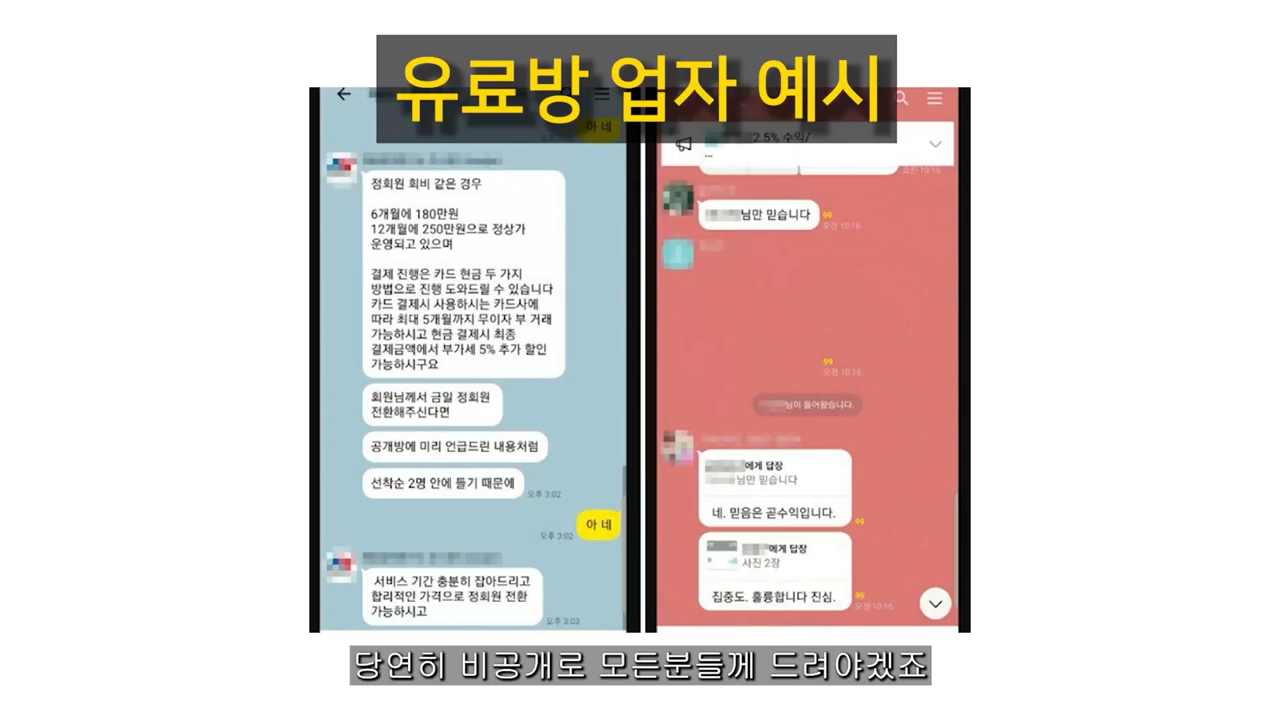 유료방 업자 예시
아 네
정회원 회비 같은 경우
6개월에 180만원
12개월에 250만원으로 정상가
운영되고 있으며
결제 진행은 카드 현금 두 가지
방법으로 진행 도와드릴 수 있습니다
카드 결제시 사용하시는 카드사에
따라 최대 5개월까지 무이자 부 거래
가능하시고 현금 결제시 최종
결제금액에서 부가세 5% 추가 할인
가능하시구요
회원님께서 금일 정회원
전환해주신다면
공개방에 미리 언급드린 내용처럼
선착순 2명 안에 들기 때문에
오후 3:02
아 네
오후 3:02
서비스 기간 충분히 잡아드리고
합리적인 가격으로 정회원 전환
가능하시고
오후 3:03
2.5% 수익/
...
오전 10:16
님만 믿습니다
99
오전 10:16
99
오전 10:16
님이 들어왔습니다.
에게 답장
님만 믿습니다
네. 믿음은 곧수익입니다.
99
에게 답장
사진 2장
집중도. 훌륭합니다 진심.
99
오전 10:16
당연히 비공개로 모든분들께 드려야겠죠